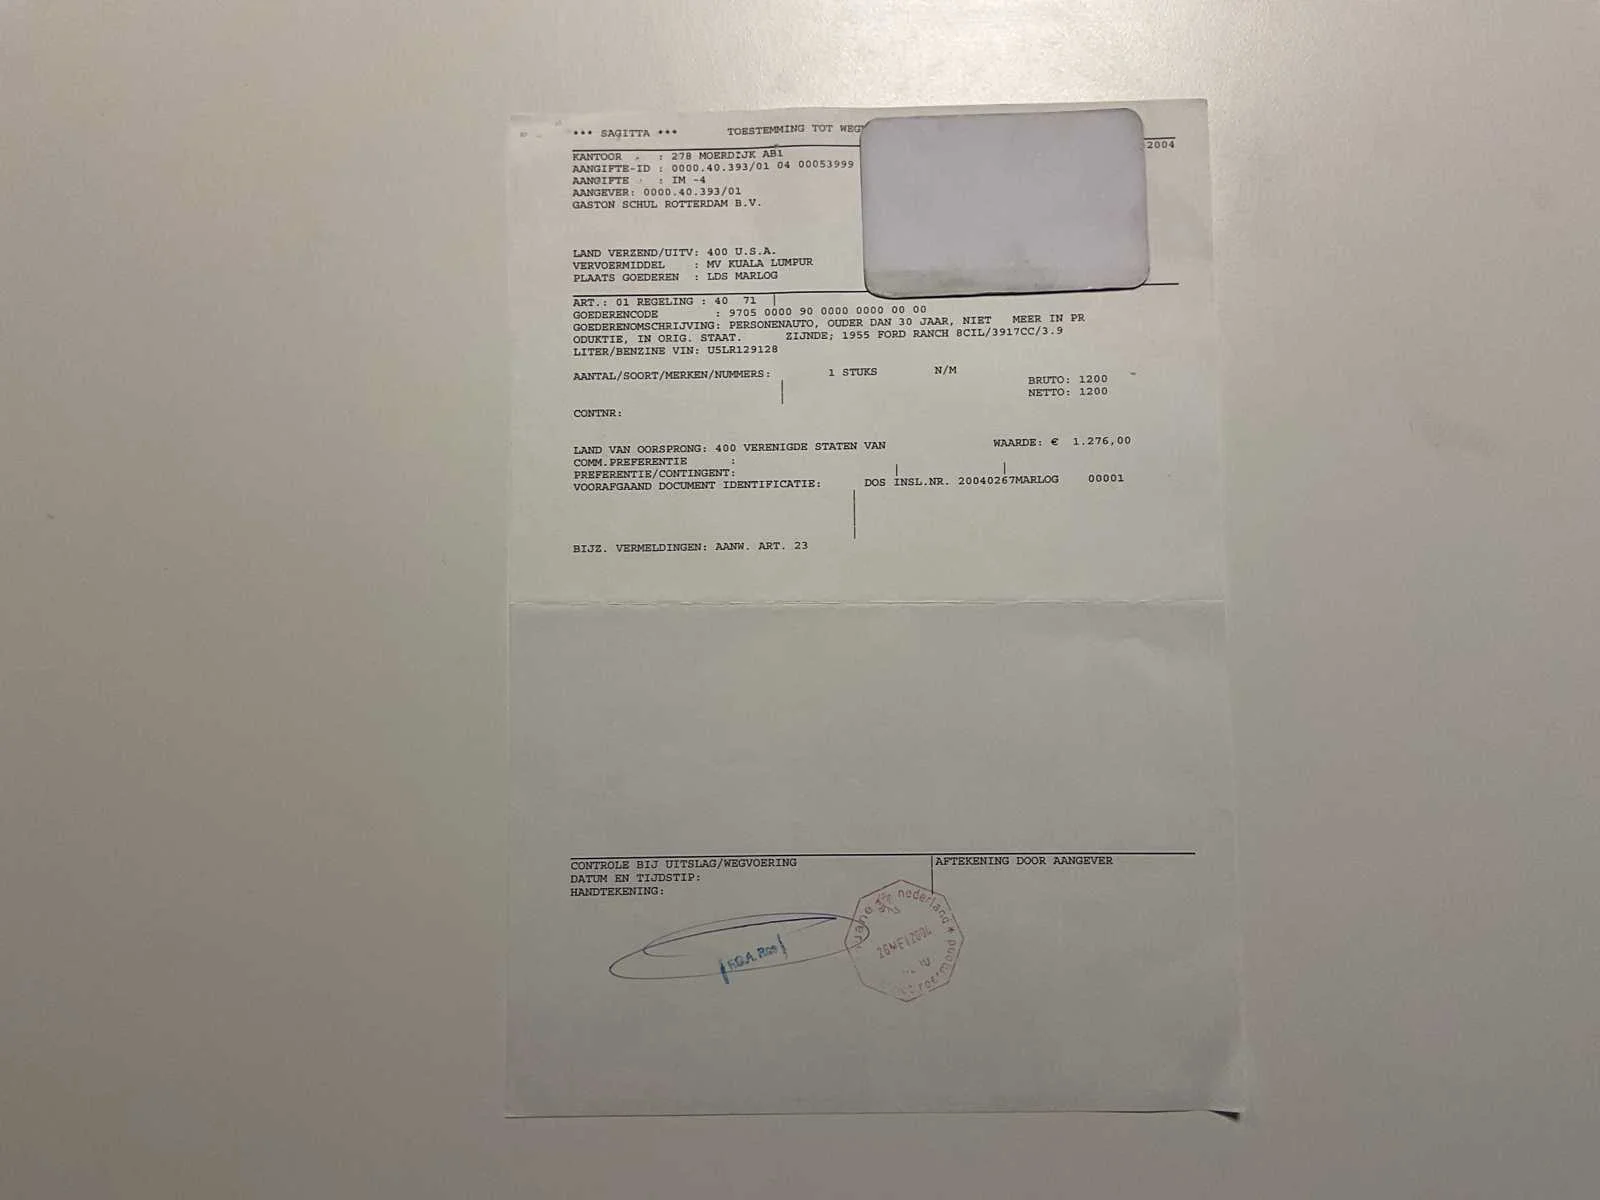 *** SAGITTA *** TOESTEMMING TOT WEG
2004
KANTOOR : 278 MOERDIJK AB1
AANGIFTE-ID : 0000.40.393/01 04 00053999
AANGIFTE : IM -4
AANGEVER: 0000.40.393/01
GASTON SCHUL ROTTERDAM B.V.
LAND VERZEND/UITV: 400 U.S.A.
VERVOERMIDDEL : MV KUALA LUMPUR
PLAATS GOEDEREN : LDS MARLOG
ART.: 01 REGELING : 40 71
GOEDERENCODE : 9705 0000 90 0000 0000 00 00
GOEDERENOMSCHRIJVING: PERSONENAUTO, OUDER DAN 30 JAAR, NIET MEER IN PR
ODUKTIE, IN ORIG. STAAT. ZIJNDE; 1955 FORD RANCH 8CIL/3917CC/3.9
LITER/BENZINE VIN: U5LR129128
AANTAL/SOORT/MERKEN/NUMMERS: 1 STUKS N/M
BRUTO: 1200
NETTO: 1200
CONTNR:
LAND VAN OORSPRONG: 400 VERENIGDE STATEN VAN WAARDE: € 1.276,00
COMM.PREFERENTIE :
PREFERENTIE/CONTINGENT:
VOORAFGAAND DOCUMENT IDENTIFICATIE: DOS INSL.NR. 20040267MARLOG 00001
BIJZ. VERMELDINGEN: AANW. ART. 23
CONTROLE BIJ UITSLAG/WEGVOERING AFTEKENING DOOR AANGEVER
DATUM EN TIJDSTIP:
HANDTEKENING:
nederland *
26 MEI 2004
roermond